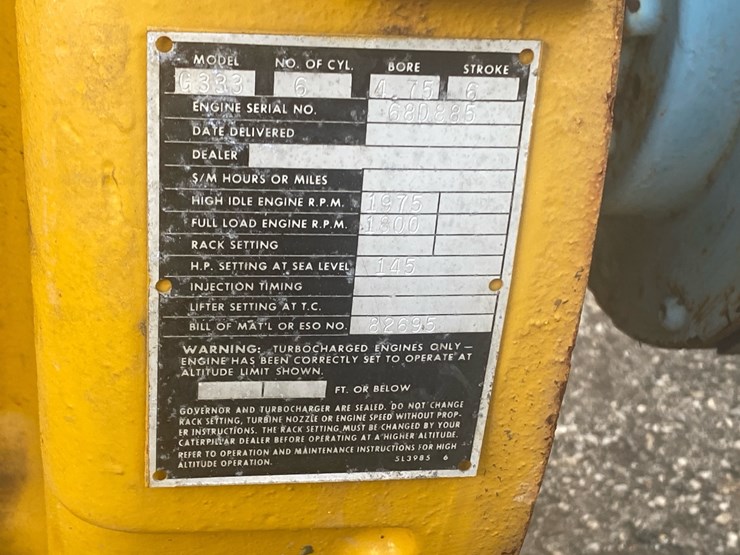 MODEL NO. OF CYL. BORE STROKE
G333 6 4.75 6
ENGINE SERIAL NO.
DATE DELIVERED
DEALER
S/M HOURS OR MILES
HIGH IDLE ENGINE R.P.M. 1975
FULL LOAD ENGINE R.P.M. 1800
RACK SETTING
H.P. SETTING AT SEA LEVEL 145
INJECTION TIMING
LIFTER SETTING AT T.C.
BILL OF MAT'L OR ESO NO. 82695
WARNING: TURBOCHARGED ENGINES ONLY—
ENGINE HAS BEEN CORRECTLY SET TO OPERATE AT
ALTITUDE LIMIT SHOWN.
FT. OR BELOW
GOVERNOR AND TURBOCHARGER ARE SEALED. DO NOT CHANGE
RACK SETTING, TURBINE NOZZLE OR ENGINE SPEED WITHOUT PROP-
ER INSTRUCTIONS. THE RACK SETTING MUST BE CHANGED BY YOUR
CATERPILLAR DEALER BEFORE OPERATING AT A HIGHER ALTITUDE.
REFER TO OPERATION AND MAINTENANCE INSTRUCTIONS FOR HIGH
ALTITUDE OPERATION. 5L3985 6